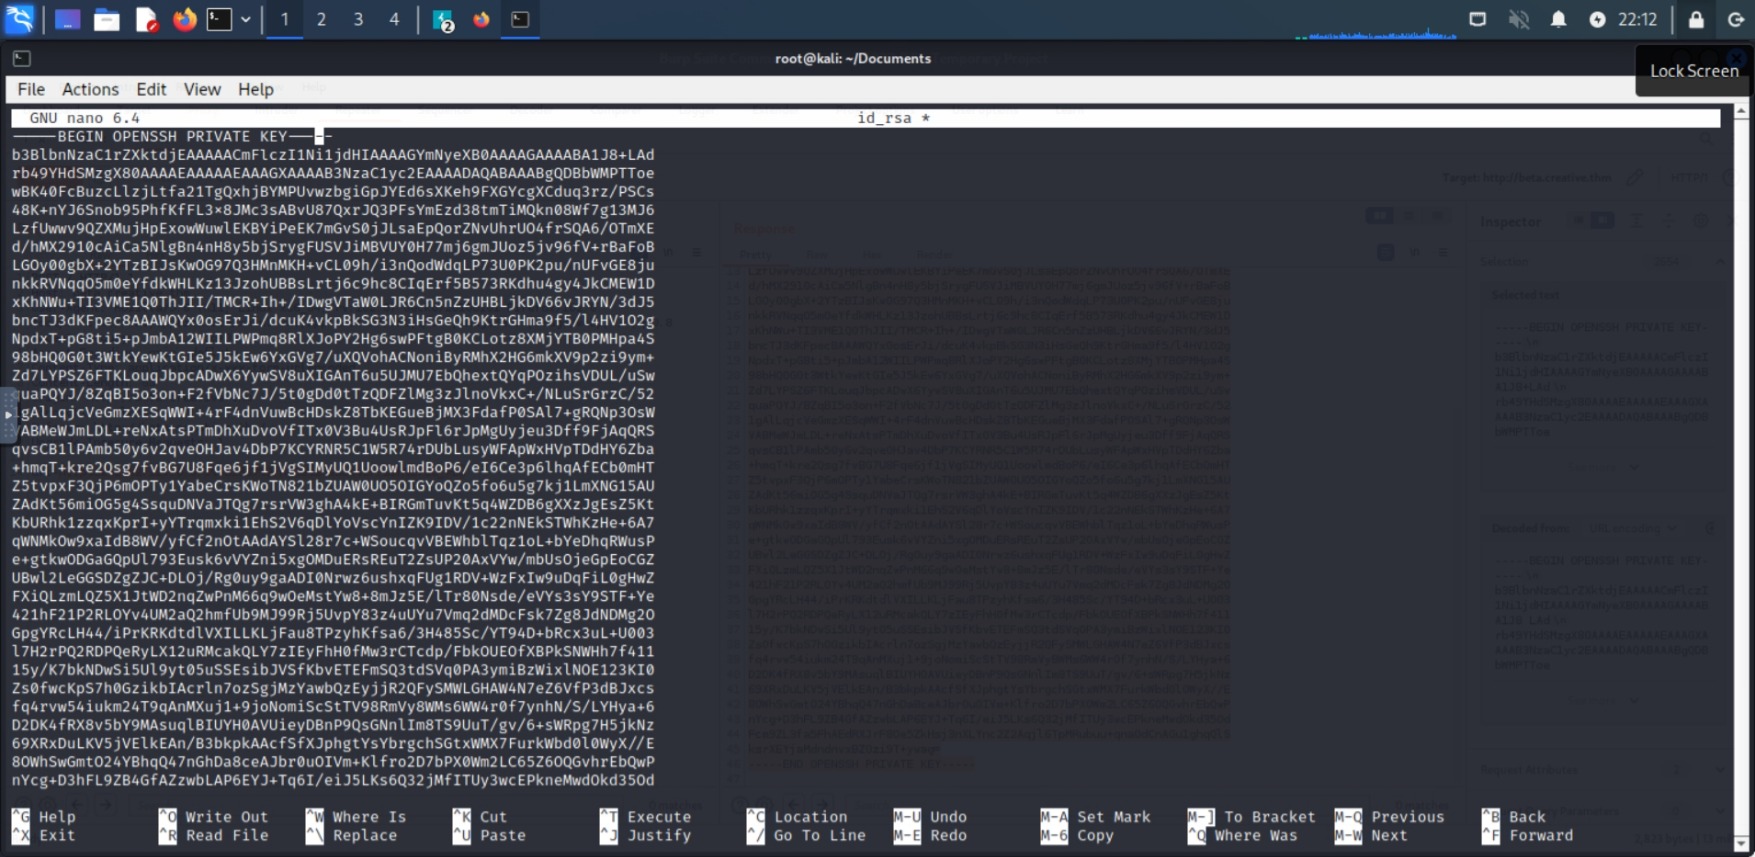 1 2 3 4 2 22:12
root@kali: ~/Documents
Lock Screen
File Actions Edit View Help
GNU nano 6.4 id_rsa *
-----BEGIN OPENSSH PRIVATE KEY-----
b3BlbnNzaC1rZXktdjEAAAAACmFlczI1Ni1jdHIAAAAGYmNyeXB0AAAAGAAAABA1J8+LAd
rb49YHdSMzgX80AAAAEAAAAAEAAAGXAAAAB3NzaC1yc2EAAAADAQABAAABgQDBbWMPTToe
wBK40FcBuzcLlzjLtfa21TgQxhjBYMPUvwzbgiGpJYEd6sXKeh9FXGYcgXCduq3rz/PSCs
48K+nYJ6Snob95PhfKfFL3×8JMc3sABvU87QxrJQ3PFsYmEzd38tmTiMQkn08Wf7g13MJ6
LzfUwwv9QZXMujHpExowWuwlEKBYiPeEK7mGvS0jJLsaEpQorZNvUhrUO4frSQA6/OTmXE
d/hMX2910cAiCa5NlgBn4nH8y5bjSrygFUSVJiMBVUY0H77mj6gmJUoz5jv96fV+rBaFoB
LGOy00gbX+2YTzBIJsKwOG97Q3HMnMKH+vCL09h/i3nQodWdqLP73U0PK2pu/nUFvGE8ju
nkkRVNqqO5m0eYfdkWHLKz13JzohUBBsLrtj6c9hc8CIqErf5B573RKdhu4gy4JkCMEW1D
xKhNWu+TI3VME1Q0ThJII/TMCR+Ih+/IDwgVTaW0LJR6Cn5nZzUHBLjkDV66vJRYN/3dJ5
bncTJ3dKFpec8AAAWQYx0osErJi/dcuK4vkpBkSG3N3iHsGeQh9KtrGHma9f5/l4HV1O2g
NpdxT+pG8ti5+pJmbA12WIILPWPmq8RlXJoPY2Hg6swPFtgB0KCLotz8XMjYTB0PMHpa4S
98bHQ0G0t3WtkYewKtGIe5J5kEw6YxGVg7/uXQVohACNoniByRMhX2HG6mkXV9p2zi9ym+
Zd7LYPSZ6FTKLouqJbpcADwX6YywSV8uXIGAnT6u5UJMU7EbQhextQYqPOzihsVDUL/uSw
uaPQYJ/8ZqBI5o3on+F2fVbNc7J/5t0gDd0tTzQDFZlMg3zJlnoVkxC+/NLuSrGrzC/52
gAlLqjcVeGmzXESqWWI+4rF4dnVuwBcHDskZ8TbKEGueBjMX3FdafP0SAl7+gRQNp3OsW
/ABMeWJmLDL+reNxAtsPTmDhXuDvoVfITx0V3Bu4UsRJpFl6rJpMgUyjeu3Dff9FjAqQRS
qvsCB1lPAmb50y6v2qveOHJav4DbP7KCYRNR5C1W5R74rDUbLusyWFApWxHVpTDdHY6Zba
+hmqT+kre2Qsg7fvBG7U8Fqe6jf1jVgSIMyUQ1UoowlmdBoP6/eI6Ce3p6lhqAfECb0mHT
Z5tvpxF3QjP6mOPTy1YabeCrsKWoTN821bZUAW0UO5OIGYoQZo5fo6u5g7kj1LmXNG15AU
ZAdKt56miOG5g4SsquDNVaJTQg7rsrVW3ghA4kE+BIRGmTuvKt5q4WZDB6gXXzJgEsZ5Kt
KbURhk1zzqxKprI+yYTrqmxki1EhS2V6qDlYoVscYnIZK9IDV/1c22nNEkSTWhKzHe+6A7
qWNMkOw9xaIdB8WV/yfCf2nOtAAdAYSl28r7c+WSoucqvVBEWhblTqz1oL+bYeDhqRWusP
e+gtkwODGaGQpUl793Eusk6vvVYZni5xgOMDuERsREuT2ZsUP20AxVYw/mbUsOjeGpEoCGZ
UBwl2LeGGSDZgZJC+DLOj/Rg0uy9gaADI0Nrwz6ushxqFUg1RDV+WzFxIw9uDqFiL0gHwZ
FXiQLzmLQZ5X1JtWD2nqZwPnM66q9wOeMstYw8+8mJz5E/lTr80Nsde/eVYs3sY9STF+Ye
421hF21P2RLOYv4UM2aQ2hmfUb9MJ99Rj5UvpY83z4uUYu7Vmq2dMDcFsk7Zg8JdNDMg2O
GpgYRcLH44/iPrKRKdtdlVXILLKLjFau8TPzyhKfsa6/3H485Sc/YT94D+bRcx3uL+U003
l7H2rPQ2RDPQeRyLX12uRMcakQLY7zIEyFhH0fMw3rCTcdp/FbkOUEOfXBPkSNWHh7f411
15y/K7bkNDwSi5Ul9yt05uSSEsibJVSfKbvETEFmSQ3tdSVq0PA3ymiBzWixlNOE123KI0
Zs0fwcKpS7h0GzikbIAcrln7ozSgjMzYawbQzEyjjR2QFySMWLGHAW4N7eZ6VfP3dBJxcs
fq4rvw54iukm24T9qAnMXuj1+9joNomiScStTV98RmVy8WMs6WW4r0f7ynhN/S/LYHya+6
D2DK4fRX8v5bY9MAsuqlBIUYH0AVUieyDBnP9QsGNnlIm8TS9UuT/gv/6+sWRpg7H5jkNz
69XRxDuLKV5jVElkEAn/B3bkpkAAcfSfXJphgtYsYbrgchSGtxWMX7FurkWbd0l0WyX//E
8OWhSwGmtO24YBhqQ47nGhDa8ceAJbr0uOIVm+Klfro2D7bPX0Wm2LC65Z6OQGvhrEbQwP
nYcg+D3hFL9ZB4GfAZzwbLAP6EYJ+Tq6I/eiJ5LKs6Q32jMfITUy3wcEPkneMwdOkd35Od
^G Help ^O Write Out ^W Where Is ^K Cut ^T Execute ^C Location M-U Undo M-A Set Mark M-] To Bracket M-Q Previous ^B Back
^X Exit ^R Read File ^\ Replace ^U Paste ^J Justify ^/ Go To Line M-E Redo M-6 Copy ^Q Where Was M-W Next ^F Forward